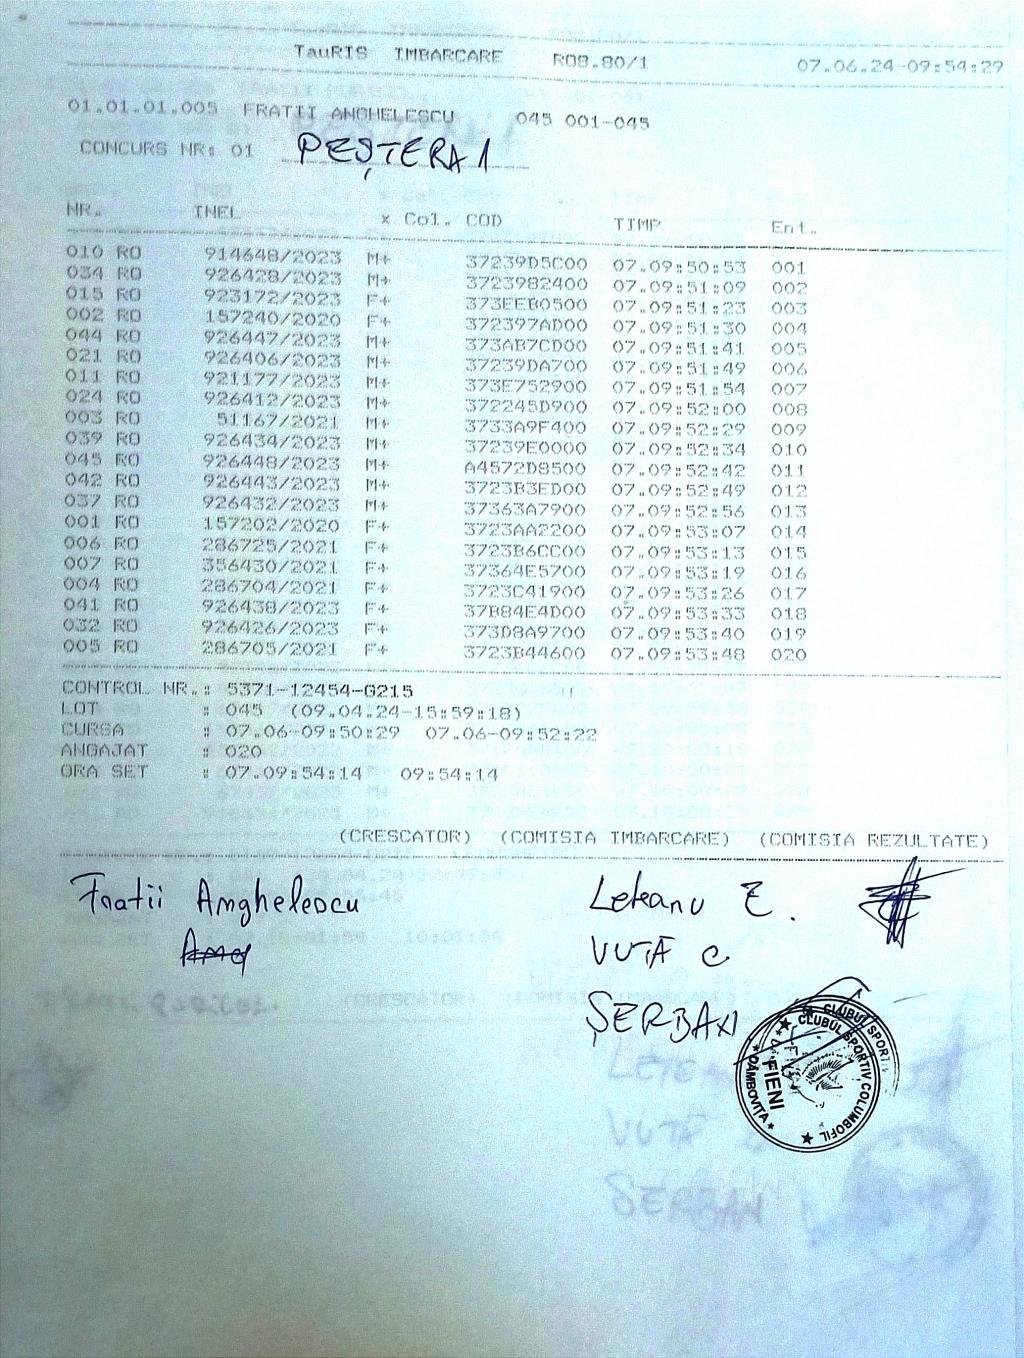 TauRIS IMBARCARE R08.80/1 07.06.24-09:54:29
01.01.01.005 FRATII ANGHELESCU 045 001-045
CONCURS NR: 01 PEȘTERA 1
NR. INEL x Col. COD TIMP Ent.
010 RO 914648/2023 M+ 37239D5C00 07.09:50:53 001
034 RO 926428/2023 M+ 3723982400 07.09:51:09 002
015 RO 923172/2023 F+ 373EEB0500 07.09:51:23 003
002 RO 157240/2020 F+ 372397AD00 07.09:51:30 004
044 RO 926447/2023 M+ 373AB7CD00 07.09:51:41 005
021 RO 926406/2023 M+ 37239DA700 07.09:51:49 006
011 RO 921177/2023 M+ 373E752900 07.09:51:54 007
024 RO 926412/2023 M+ 372245D900 07.09:52:00 008
003 RO 51167/2021 M+ 3733A9F400 07.09:52:29 009
039 RO 926434/2023 M+ 37239E0000 07.09:52:34 010
045 RO 926448/2023 M+ A4572D8500 07.09:52:42 011
042 RO 926443/2023 M+ 3723B3ED00 07.09:52:49 012
037 RO 926432/2023 M+ 37363A7900 07.09:52:56 013
001 RO 157202/2020 F+ 3723AA2200 07.09:53:07 014
006 RO 286725/2021 F+ 3723B6CC00 07.09:53:13 015
007 RO 356430/2021 F+ 37364E5700 07.09:53:19 016
004 RO 286704/2021 F+ 3723C41900 07.09:53:26 017
041 RO 926438/2023 F+ 37B84E4D00 07.09:53:33 018
032 RO 926426/2023 F+ 373D8A9700 07.09:53:40 019
005 RO 286705/2021 F+ 3723B44600 07.09:53:48 020
CONTROL NR.: 5371-12454-G215
LOT : 045 (09.04.24-15:59:18)
CURSA : 07.06-09:50:29 07.06-09:52:22
ANGAJAT : 020
ORA SET : 07.09:54:14 09:54:14
(CRESCATOR) (COMISIA IMBARCARE) (COMISIA REZULTATE)
Fratii Anghelescu Leteanu E.
VUTĂ C
ȘERBAN
CLUBUL SPORTIV COLUMBOFIL
FIENI
DÂMBOVIȚA